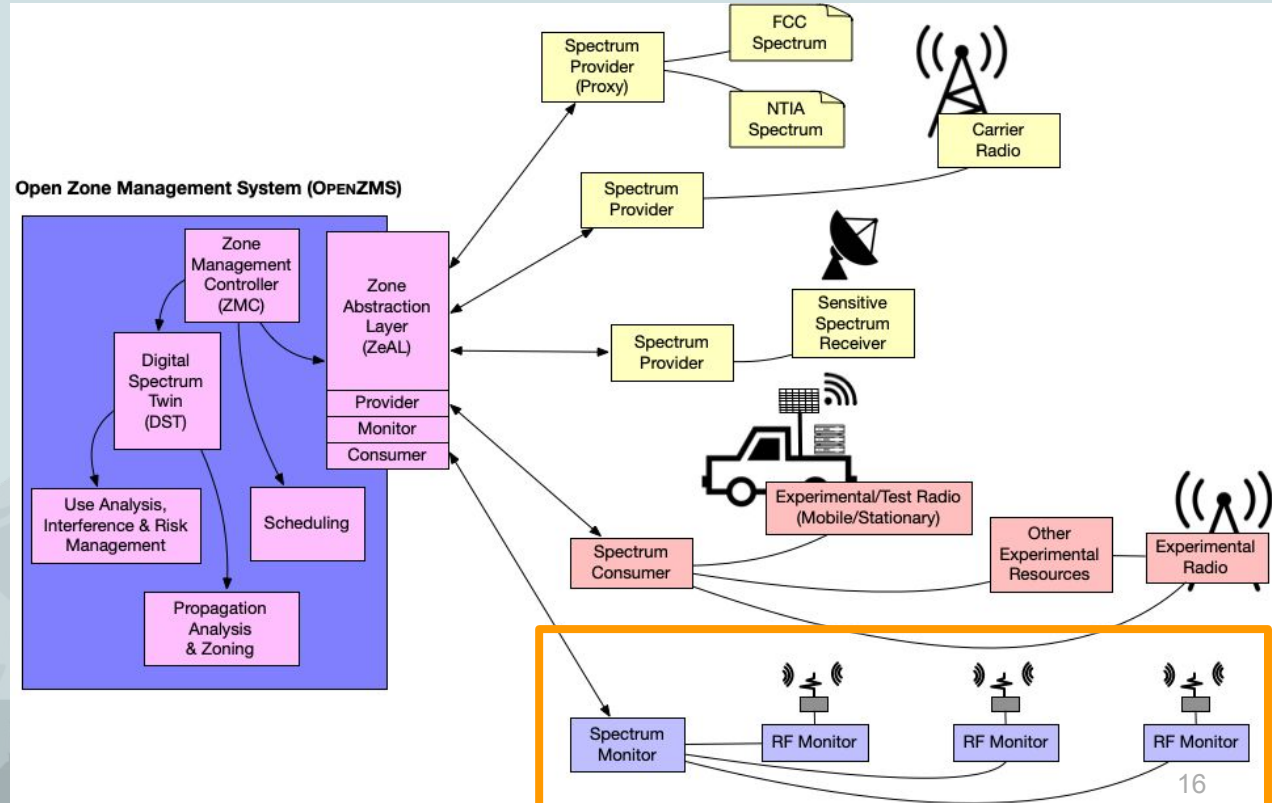 FCC
Spectrum
Spectrum
Provider
(Proxy)
NTIA
Spectrum
Carrier
Radio
Open Zone Management System (OPENZMS)
Spectrum
Provider
Zone
Management
Controller
(ZMC)
Zone
Abstraction
Layer
(ZeAL)
Sensitive
Spectrum
Receiver
Spectrum
Provider
Digital
Spectrum
Twin
(DST)
Provider
Monitor
Consumer
Use Analysis,
Interference & Risk
Management
Scheduling
Experimental/Test Radio
(Mobile/Stationary)
Spectrum
Consumer
Other
Experimental
Resources
Experimental
Radio
Propagation
Analysis
& Zoning
Spectrum
Monitor
RF Monitor
RF Monitor
RF Monitor
16